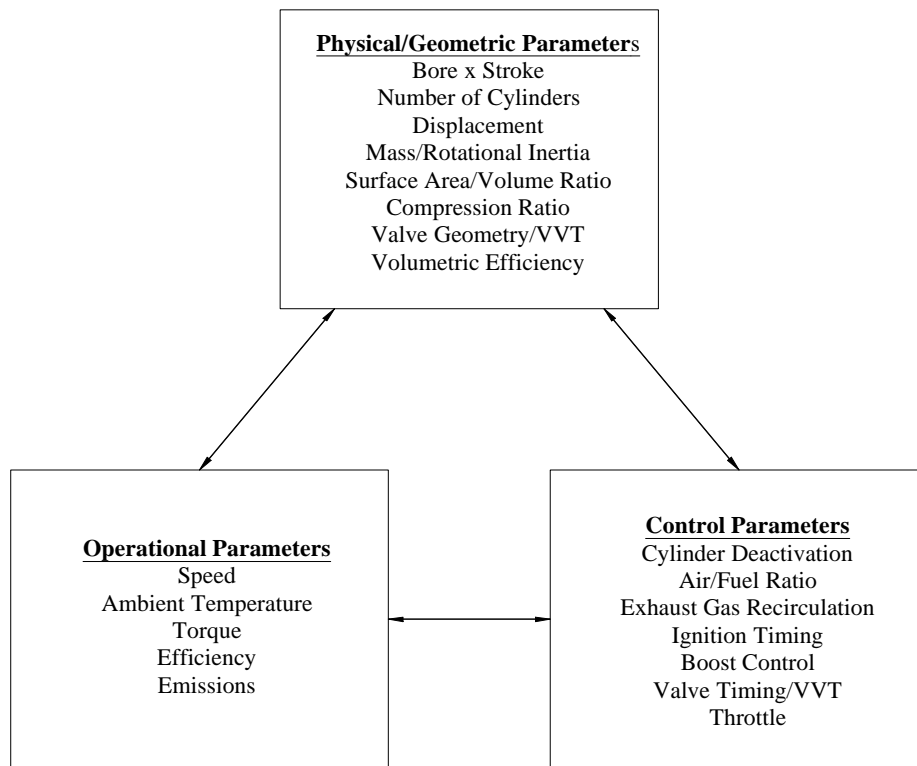 Physical/Geometric Parameters
Bore x Stroke
Number of Cylinders
Displacement
Mass/Rotational Inertia
Surface Area/Volume Ratio
Compression Ratio
Valve Geometry/VVT
Volumetric Efficiency
Operational Parameters
Speed
Ambient Temperature
Torque
Efficiency
Emissions
Control Parameters
Cylinder Deactivation
Air/Fuel Ratio
Exhaust Gas Recirculation
Ignition Timing
Boost Control
Valve Timing/VVT
Throttle